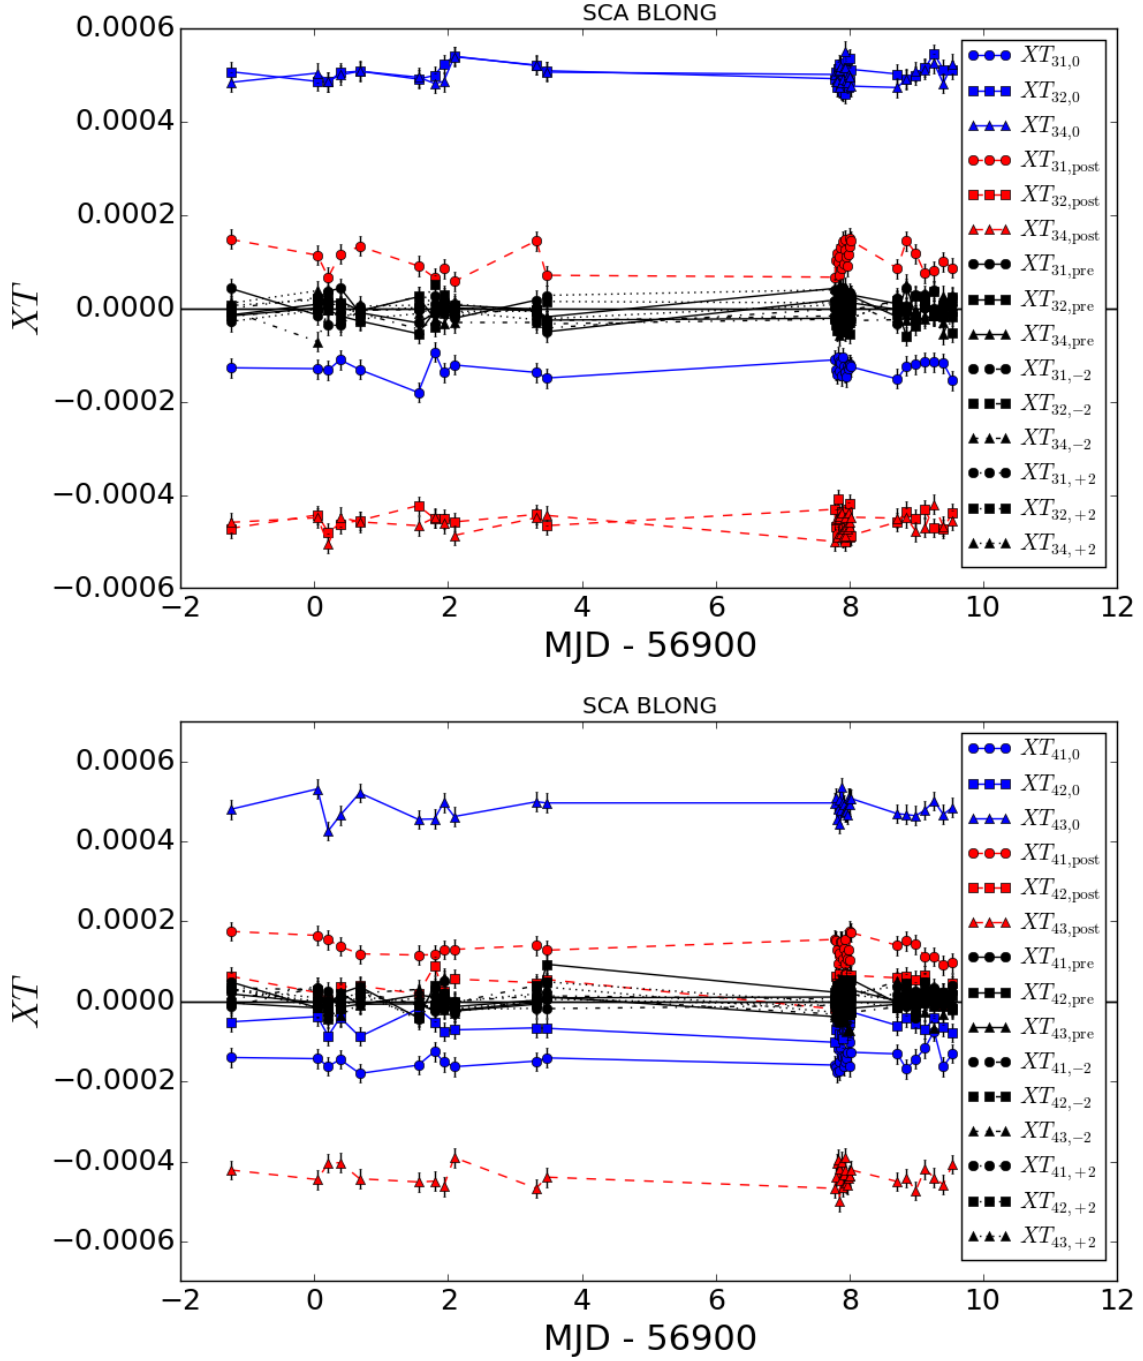 SCA BLONG
0.0006
0.0004
0.0002
0.0000
−0.0002
−0.0004
−0.0006
XT
−2 0 2 4 6 8 10 12
MJD - 56900
XT31,0
XT32,0
XT34,0
XT31,post
XT32,post
XT34,post
XT31,pre
XT32,pre
XT34,pre
XT31,−2
XT32,−2
XT34,−2
XT31,+2
XT32,+2
XT34,+2
SCA BLONG
0.0006
0.0004
0.0002
0.0000
−0.0002
−0.0004
−0.0006
XT
−2 0 2 4 6 8 10 12
MJD - 56900
XT41,0
XT42,0
XT43,0
XT41,post
XT42,post
XT43,post
XT41,pre
XT42,pre
XT43,pre
XT41,−2
XT42,−2
XT43,−2
XT41,+2
XT42,+2
XT43,+2